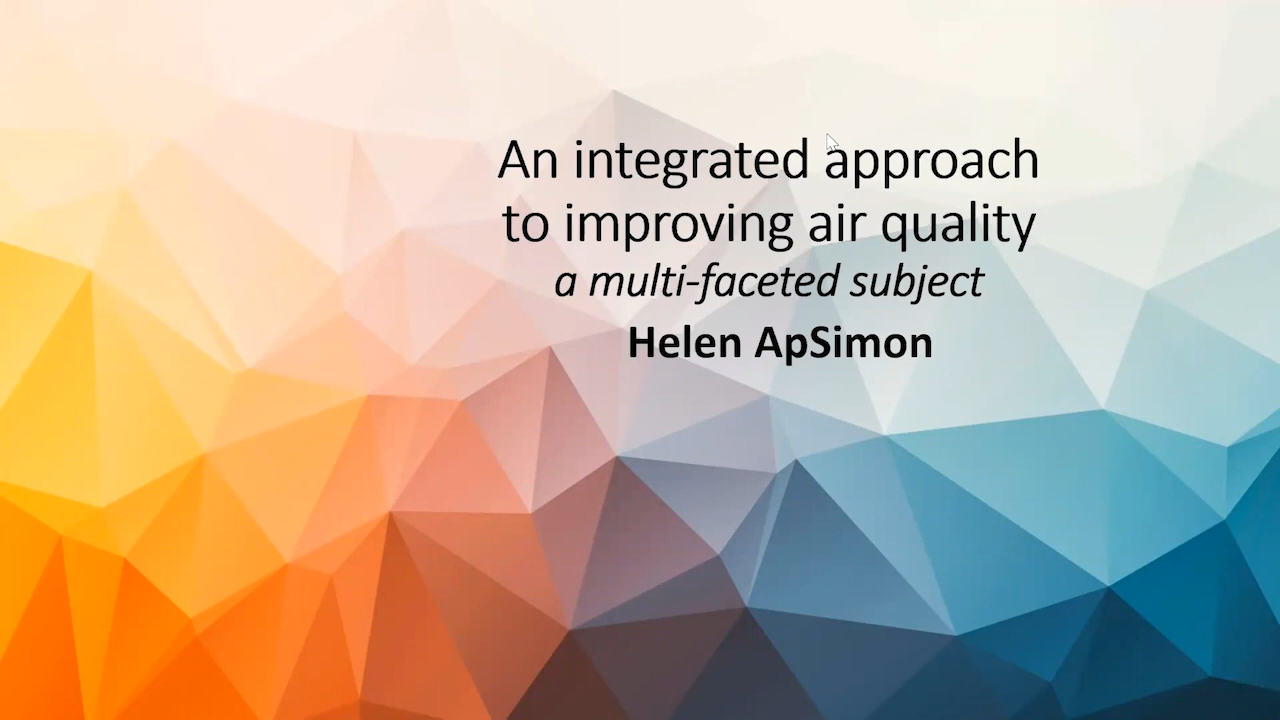 An integrated approach
to improving air quality
a multi-faceted subject
Helen ApSimon